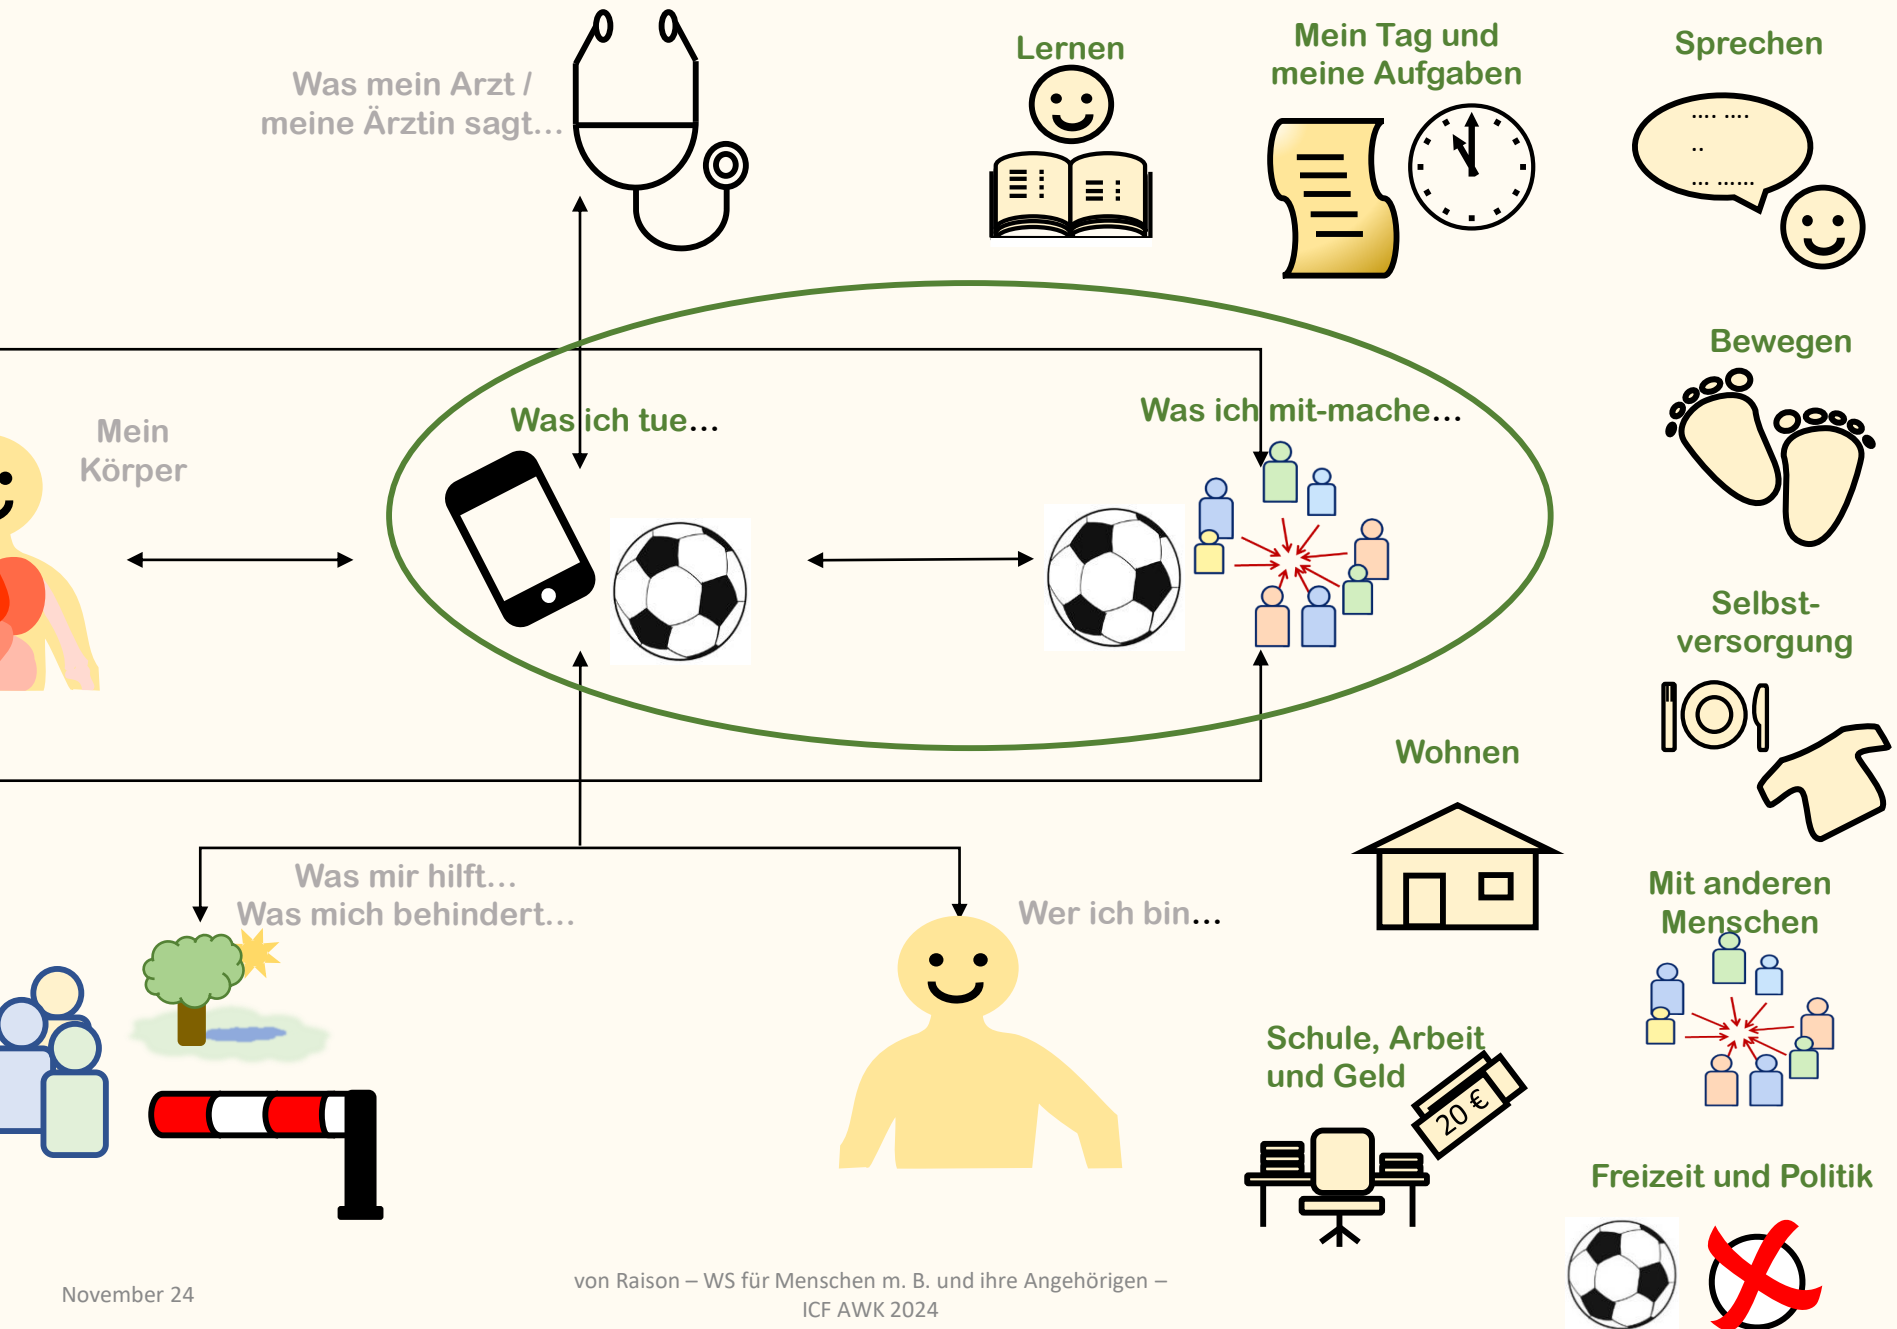 Was mein Arzt /
meine Ärztin sagt...
Lernen
Mein Tag und
meine Aufgaben
Sprechen
.... ....
..
... ......
Bewegen
Mein
Körper
Was ich tue...
Was ich mit-mache...
Selbst-
versorgung
Wohnen
Was mir hilft...
Was mich behindert...
Wer ich bin...
Mit anderen
Menschen
Schule, Arbeit
und Geld
20 €
Freizeit und Politik
November 24
von Raison – WS für Menschen m. B. und ihre Angehörigen –
ICF AWK 2024